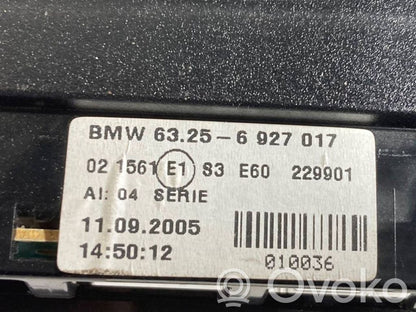 BMW 63.25-6 927 017
02 1561 E1 S3 E60 229901
AI: 04 SERIE
11.09.2005
14:50:12
010036
© Ovoko